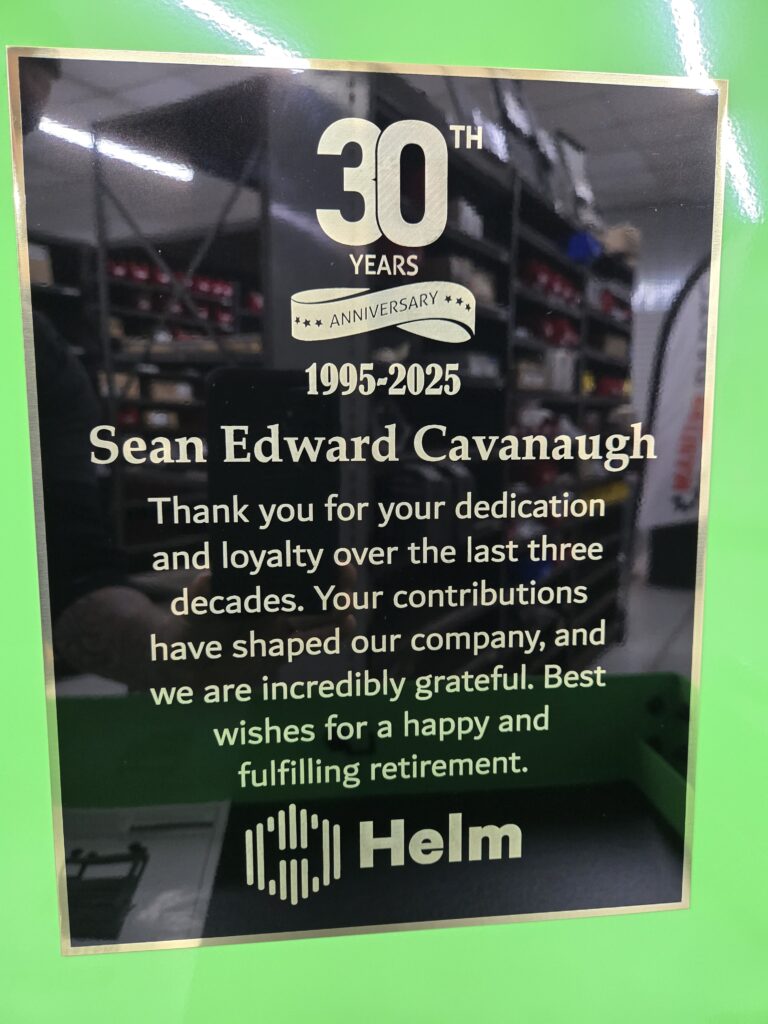 30TH
YEARS
ANNIVERSARY
1995-2025
Sean Edward Cavanaugh
Thank you for your dedication
and loyalty over the last three
decades. Your contributions
have shaped our company, and
we are incredibly grateful. Best
wishes for a happy and
fulfilling retirement.
Helm